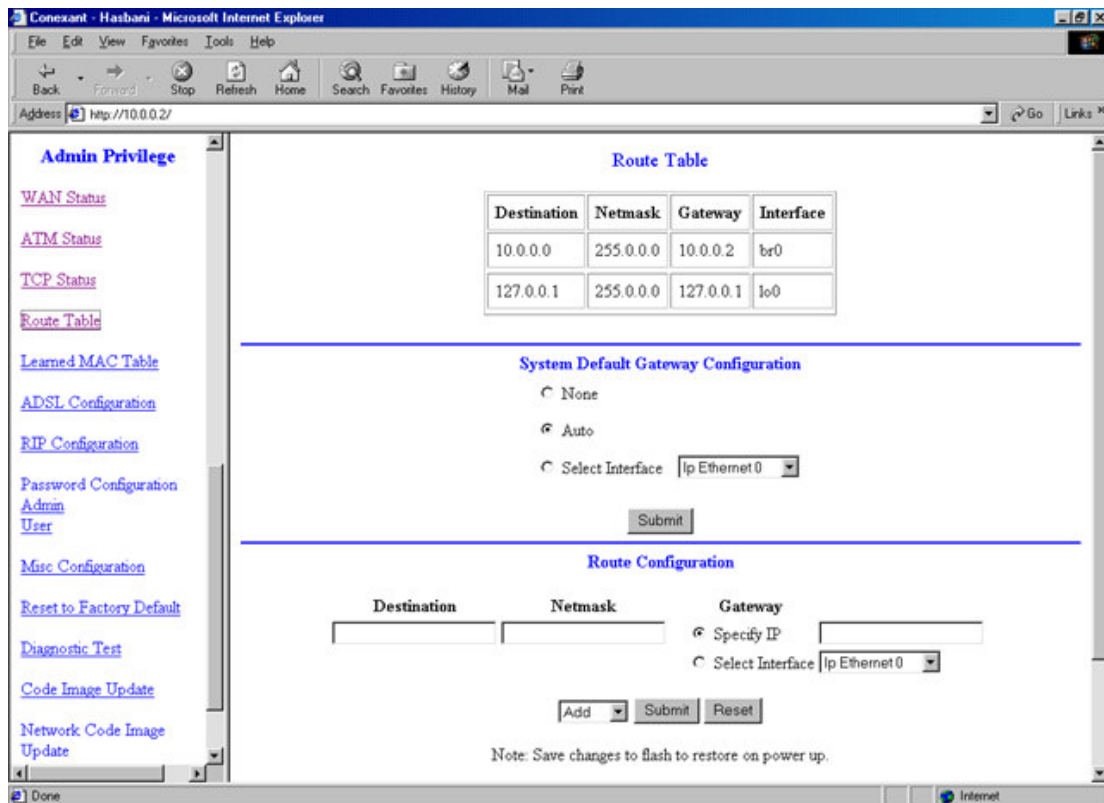 Conexant - Hasbani - Microsoft Internet Explorer
File Edit View Favorites Tools Help
Back Forward Stop Refresh Home Search Favorites History Mail Print
Address http://10.0.0.2/ Go Links »
Admin Privilege
WAN Status
ATM Status
TCP Status
Route Table
Learned MAC Table
ADSL Configuration
RIP Configuration
Password Configuration
Admin
User
Misc Configuration
Reset to Factory Default
Diagnostic Test
Code Image Update
Network Code Image
Update
Route Table
Destination Netmask Gateway Interface
10.0.0.0 255.0.0.0 10.0.0.2 br0
127.0.0.1 255.0.0.0 127.0.0.1 lo0
System Default Gateway Configuration
None
Auto
Select Interface Ip Ethernet 0
Submit
Route Configuration
Destination Netmask Gateway
Specify IP
Select Interface Ip Ethernet 0
Add Submit Reset
Note: Save changes to flash to restore on power up.
Done Internet